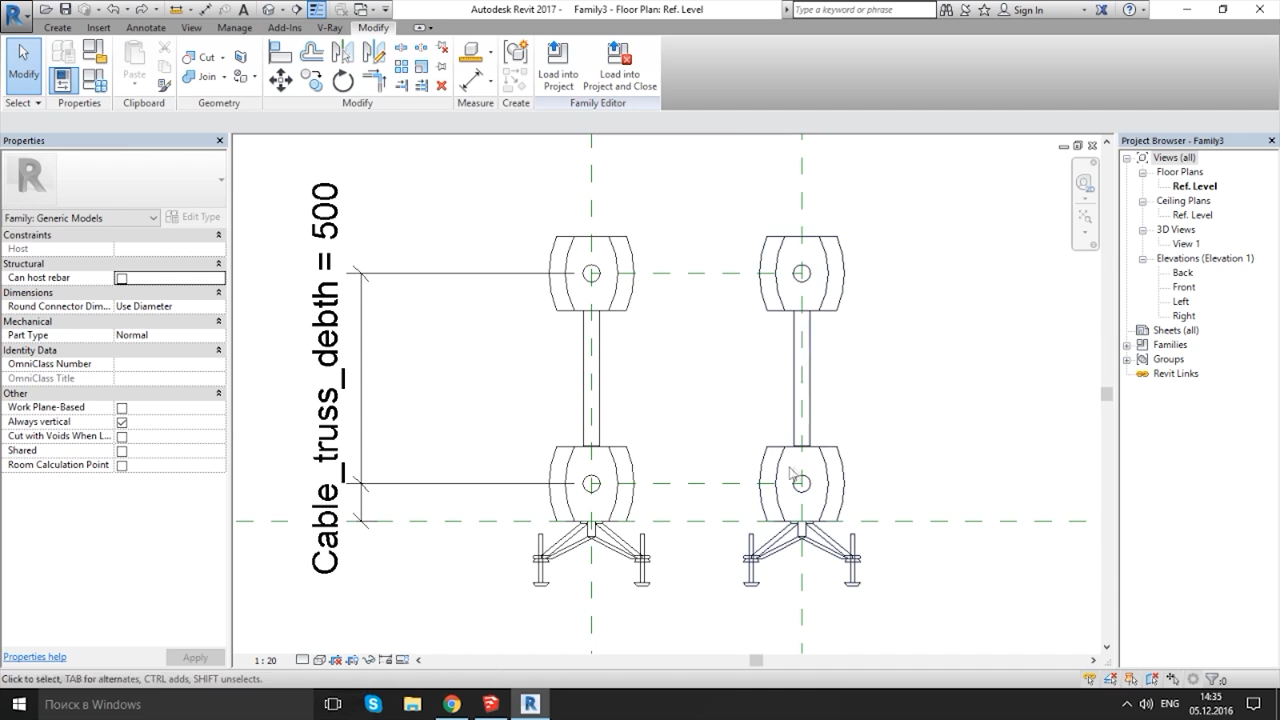 Autodesk Revit 2017 - Family3 - Floor Plan: Ref. Level
Type a keyword or phrase
Sign In
Create Insert Annotate View Manage Add-Ins V-Ray Modify
Modify
Paste
Cut
Join
Load into
Project
Load into
Project and Close
Select Properties Clipboard Geometry Modify Measure Create Family Editor
Properties
Family: Generic Models
Edit Type
Constraints
Host
Structural
Can host rebar
Dimensions
Round Connector Dim... Use Diameter
Mechanical
Part Type Normal
Identity Data
OmniClass Number
OmniClass Title
Other
Work Plane-Based
Always vertical
Cut with Voids When L...
Shared
Room Calculation Point
Properties help
Apply
Cable_truss_debth = 500
2D
1 : 20
Project Browser - Family3
Views (all)
Floor Plans
Ref. Level
Ceiling Plans
Ref. Level
3D Views
View 1
Elevations (Elevation 1)
Back
Front
Left
Right
Sheets (all)
Families
Groups
Revit Links
Click to select, TAB for alternates, CTRL adds, SHIFT unselects.
:0
Поиск в Windows
ENG
14:35
05.12.2016